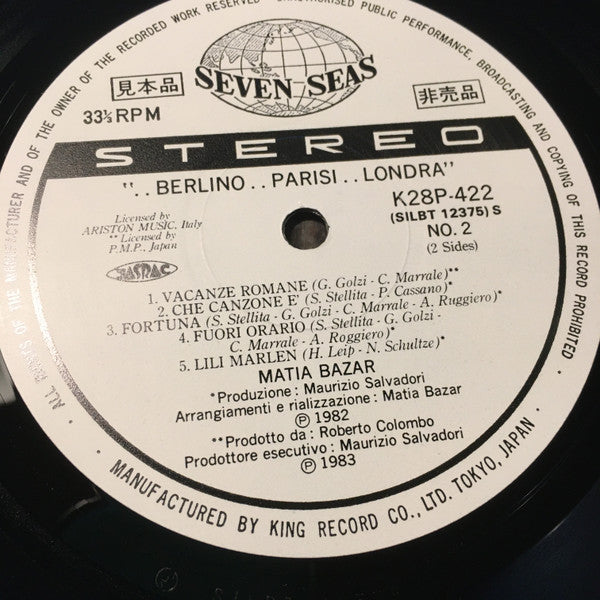 ALL RIGHTS OF THE MANUFACTURER AND OF THE OWNER OF THE RECORDED WORK RESERVED · UNAUTHORISED PUBLIC PERFORMANCE, BROADCASTING AND COPYING OF THIS RECORD PROHIBITED ·
SEVEN SEAS
見本品
非売品
33⅓RPM
STEREO
"..BERLINO..PARISI..LONDRA"
K28P-422
(SILBT 12375) S
NO. 2
(2 Sides)
Licensed by
ARISTON MUSIC, Italy
**Licensed by
P.M.P., Japan
JASRAC
1. VACANZE ROMANE (G. Golzi - C. Marrale)**
2. CHE CANZONE E' (S. Stellita - P. Cassano)*
3. FORTUNA (S. Stellita - G. Golzi - C. Marrale - A. Ruggiero)*
4. FUORI ORARIO (S. Stellita - G. Golzi -
C. Marrale - A. Roggiero)*
5. LILI MARLEN (H. Leip - N. Schultze)*
MATIA BAZAR
*Produzione: Maurizio Salvadori
Arrangiamenti e rializzazione: Matia Bazar
℗ 1982
**Prodotto da: Roberto Colombo
Prodottore esecutivo: Maurizio Salvadori
℗ 1983
· MANUFACTURED BY KING RECORD CO., LTD. TOKYO, JAPAN ·